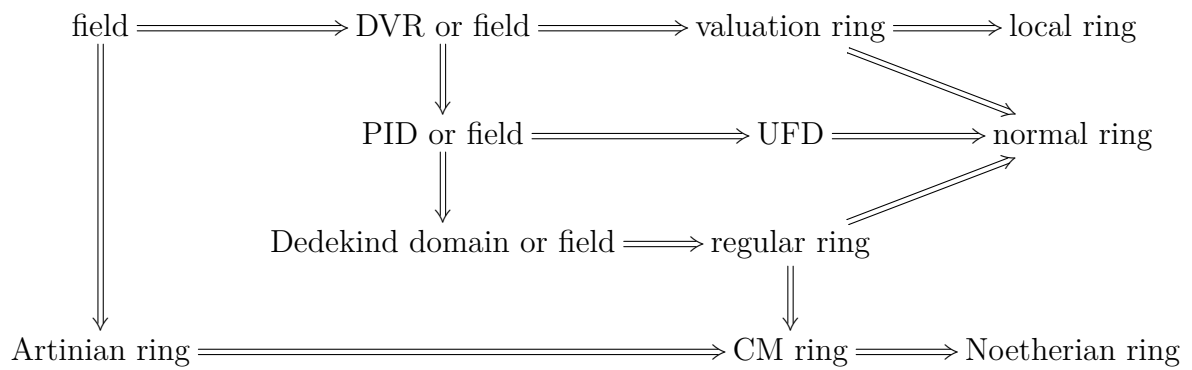 field DVR or field valuation ring local ring
PID or field UFD normal ring
Dedekind domain or field regular ring
Artinian ring CM ring Noetherian ring